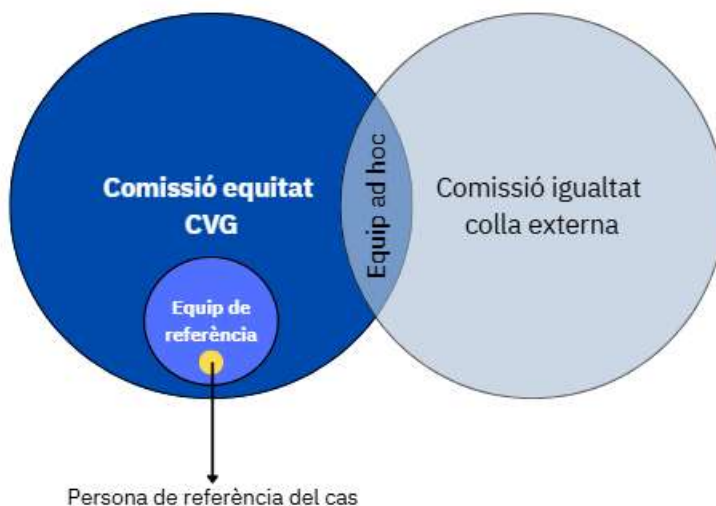 Comissió equitat
CVG
Equip ad hoc
Comissió igualtat
colla externa
Equip de
referència
Persona de referència del cas